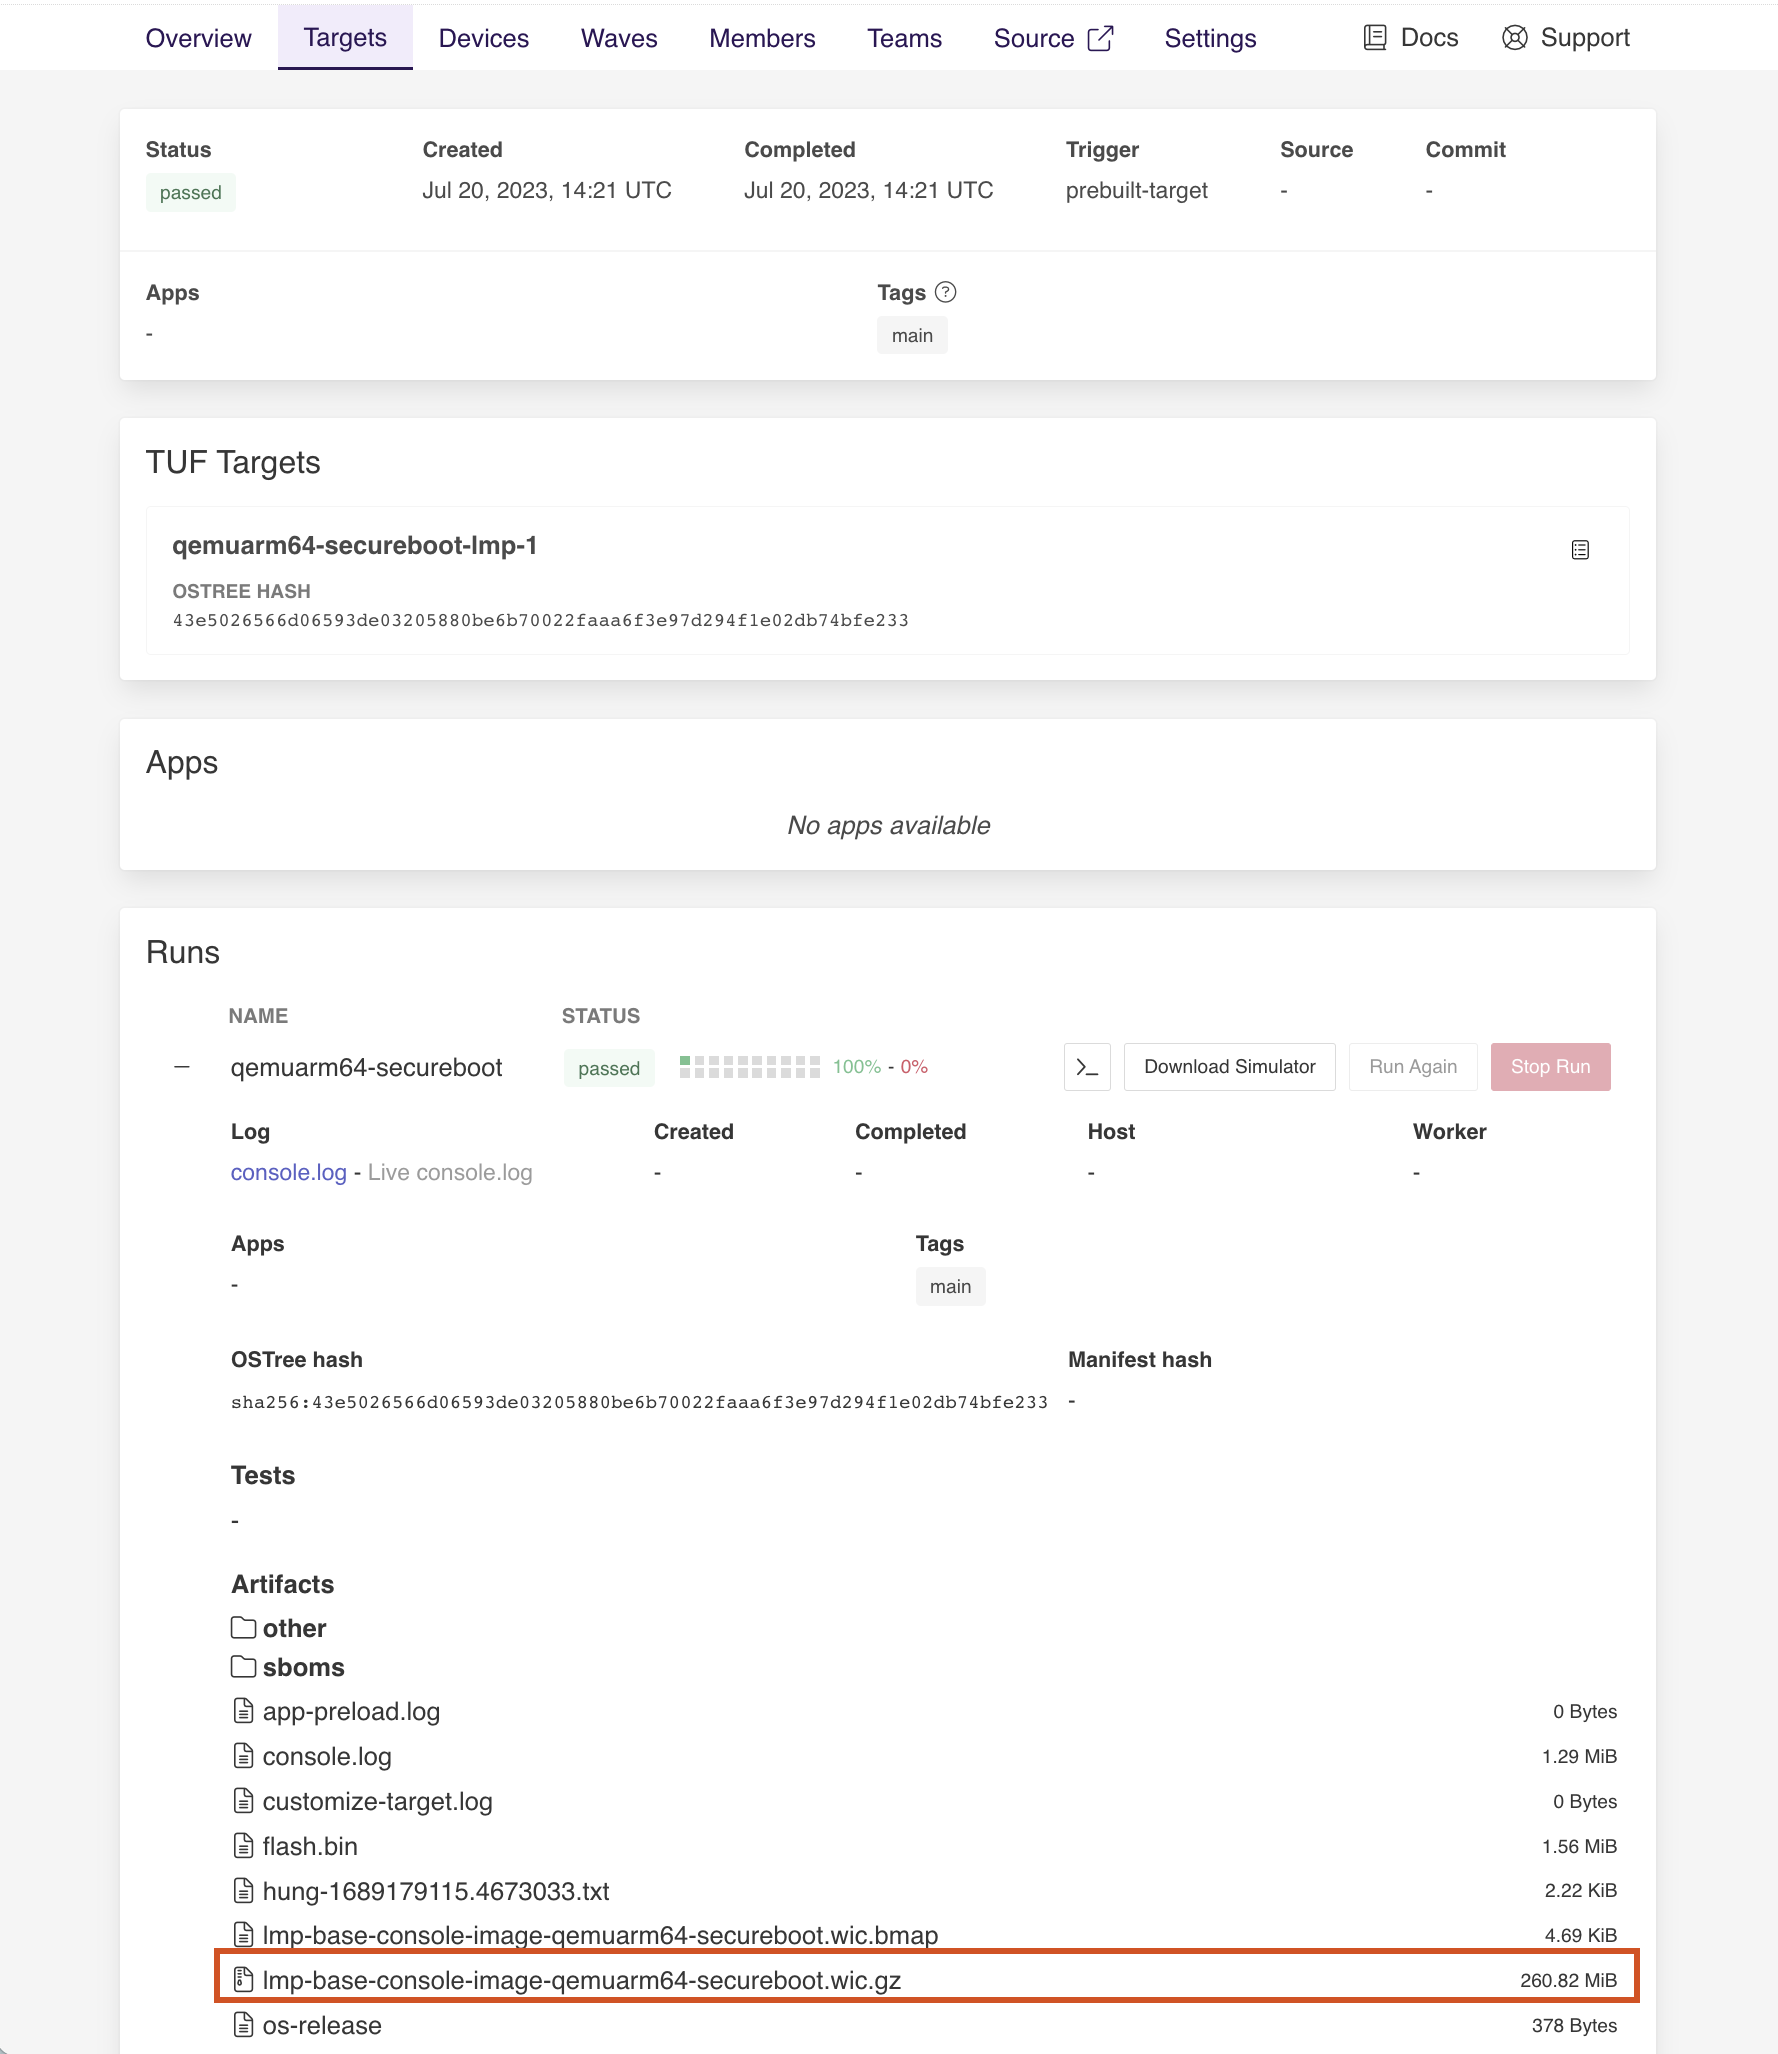 Overview Targets Devices Waves Members Teams Source Settings Docs Support
Status Created Completed Trigger Source Commit
passed Jul 20, 2023, 14:21 UTC Jul 20, 2023, 14:21 UTC prebuilt-target - -
Apps Tags ?
- main
TUF Targets
qemuarm64-secureboot-lmp-1
OSTREE HASH
43e5026566d06593de03205880be6b70022faaa6f3e97d294f1e02db74bfe233
Apps
No apps available
Runs
NAME STATUS
— qemuarm64-secureboot passed 100% - 0% >_ Download Simulator Run Again Stop Run
Log Created Completed Host Worker
console.log - Live console.log - - - -
Apps Tags
- main
OSTree hash Manifest hash
sha256:43e5026566d06593de03205880be6b70022faaa6f3e97d294f1e02db74bfe233 -
Tests
-
Artifacts
other
sboms
app-preload.log 0 Bytes
console.log 1.29 MiB
customize-target.log 0 Bytes
flash.bin 1.56 MiB
hung-1689179115.4673033.txt 2.22 KiB
lmp-base-console-image-qemuarm64-secureboot.wic.bmap 4.69 KiB
lmp-base-console-image-qemuarm64-secureboot.wic.gz 260.82 MiB
os-release 378 Bytes